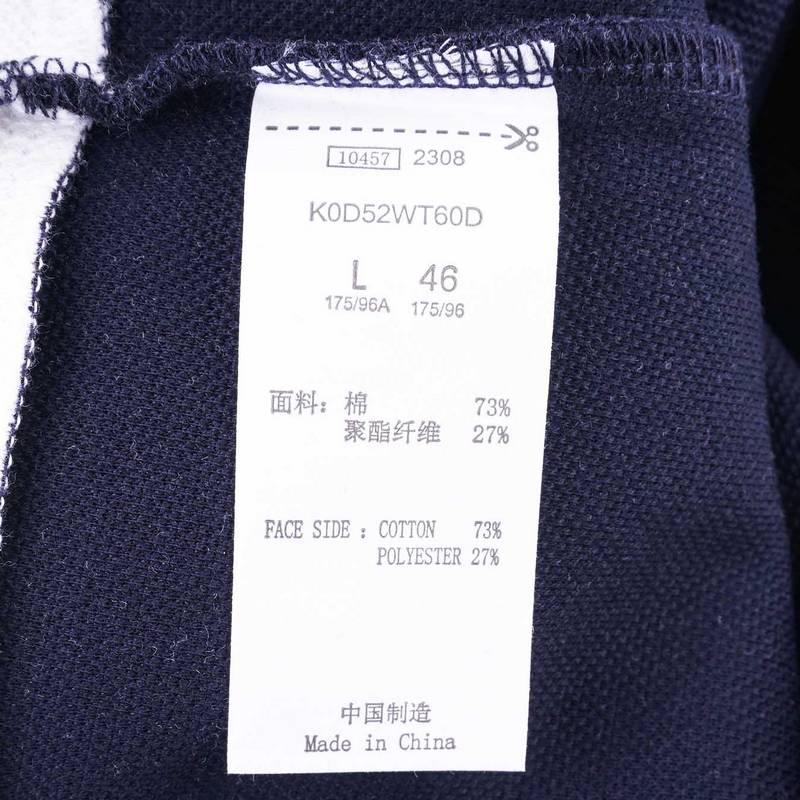 10457 2308
K0D52WT60D
L 46
175/96A 175/96
面料：棉 73%
聚酯纤维 27%
FACE SIDE : COTTON 73%
POLYESTER 27%
中国制造
Made in China